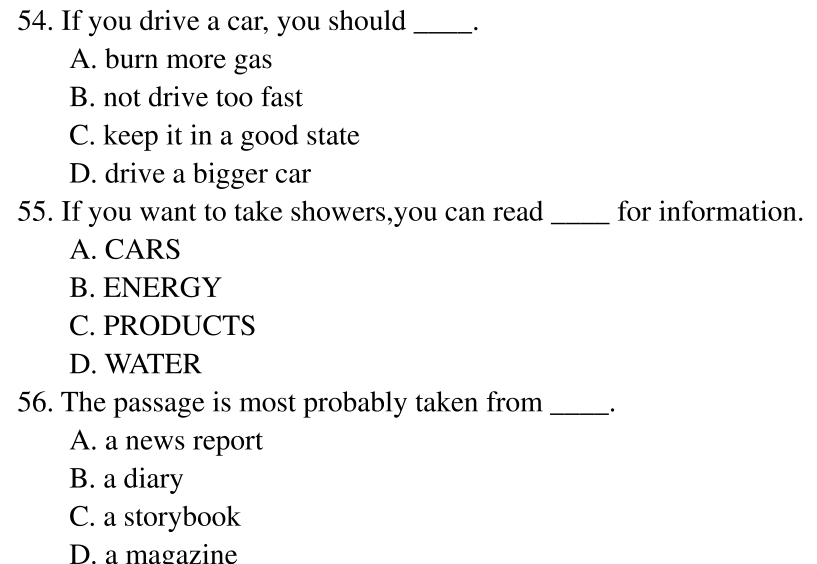 54. If you drive a car, you should ____.
A. burn more gas
B. not drive too fast
C. keep it in a good state
D. drive a bigger car
55. If you want to take showers,you can read ____ for information.
A. CARS
B. ENERGY
C. PRODUCTS
D. WATER
56. The passage is most probably taken from ____.
A. a news report
B. a diary
C. a storybook
D. a magazine